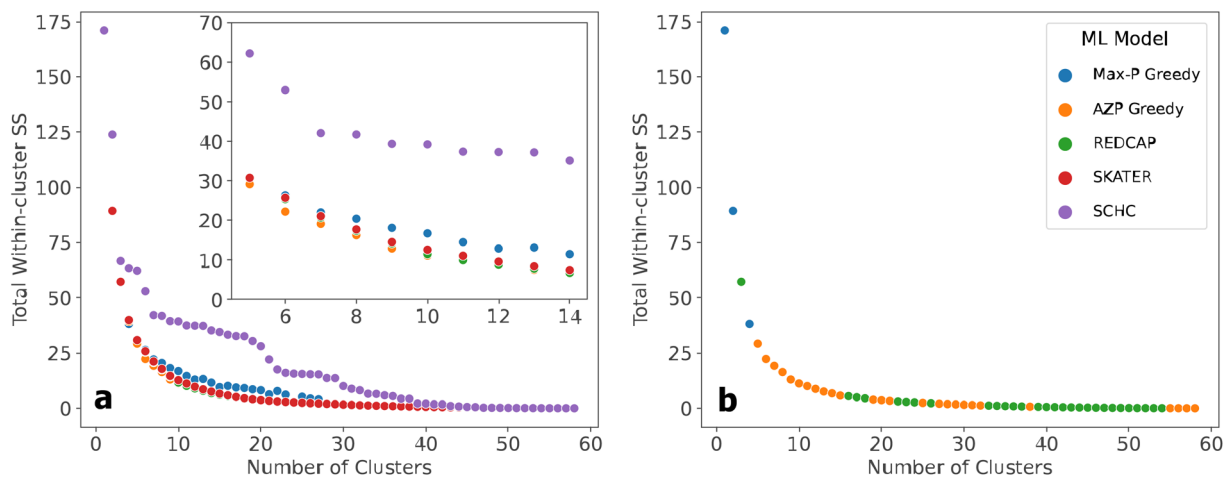 175
150
125
100
75
50
25
0
Total Within-cluster SS
70
60
50
40
30
20
10
0
6 8 10 12 14
a
0 10 20 30 40 50 60
Number of Clusters
175
150
125
100
75
50
25
0
Total Within-cluster SS
ML Model
Max-P Greedy
AZP Greedy
REDCAP
SKATER
SCHC
b
0 10 20 30 40 50 60
Number of Clusters